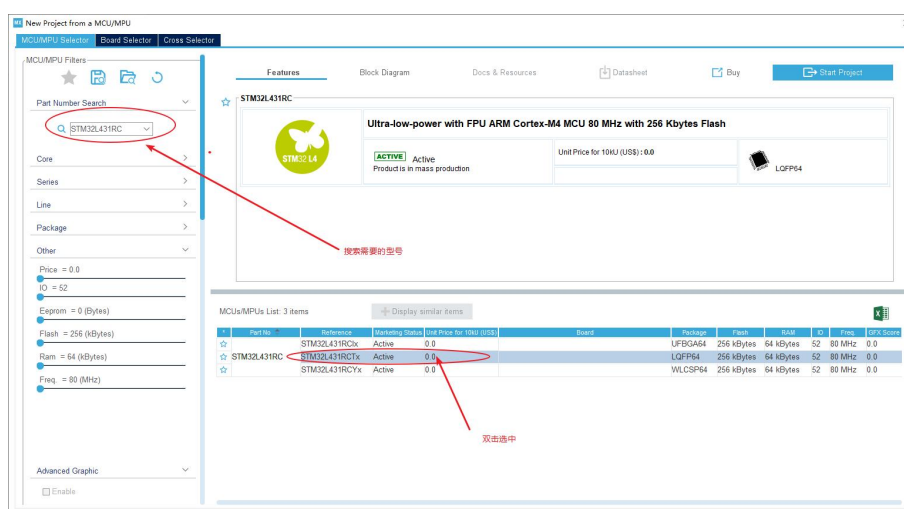 MX New Project from a MCU/MPU
MCU/MPU Selector Board Selector Cross Selector
MCU/MPU Filters
Features Block Diagram Docs & Resources Datasheet Buy Start Project
Part Number Search
STM32L431RC
STM32L431RC
Ultra-low-power with FPU ARM Cortex-M4 MCU 80 MHz with 256 Kbytes Flash
STM32 L4
ACTIVE Active
Product is in mass production
Unit Price for 10kU (US$) : 0.0
LQFP64
Core
Series
Line
Package
Other
Price = 0.0
IO = 52
Eeprom = 0 (Bytes)
Flash = 256 (kBytes)
Ram = 64 (kBytes)
Freq. = 80 (MHz)
搜索需要的型号
MCUs/MPUs List: 3 items Display similar items
* Part No Reference Marketing Status Unit Price for 10kU (US$) Board Package Flash RAM IO Freq. GFX Score
STM32L431RCIx Active 0.0 UFBGA64 256 kBytes 64 kBytes 52 80 MHz 0.0
STM32L431RC STM32L431RCTx Active 0.0 LQFP64 256 kBytes 64 kBytes 52 80 MHz 0.0
STM32L431RCYx Active 0.0 WLCSP64 256 kBytes 64 kBytes 52 80 MHz 0.0
双击选中
Advanced Graphic
Enable